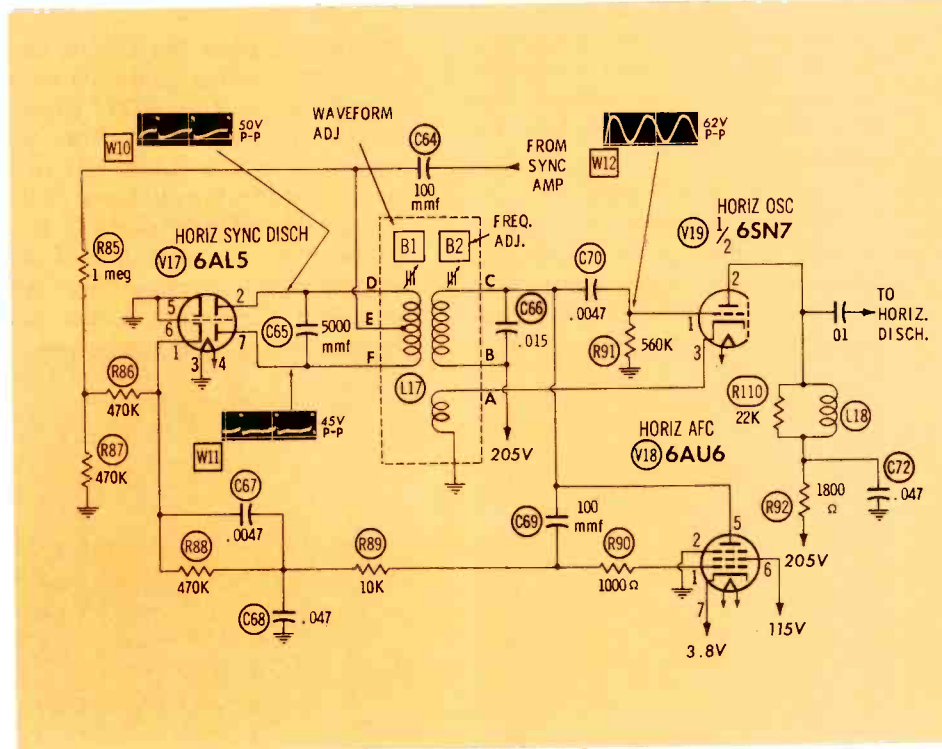 WAVEFORM
ADJ
50V
P-P
W10
C64
100
mmf
FROM
SYNC
AMP
62V
P-P
W12
HORIZ OSC
V19 1/2 6SN7
R85
1 meg
HORIZ SYNC DISCH
V17 6AL5
B1
B2
FREQ.
ADJ.
C70
.0047
2
1
3
TO
HORIZ.
DISCH.
01
5
6
1
2
7
3
4
D
E
F
C65
5000
mmf
L17
C
B
A
C66
.015
R91
560K
R86
470K
R87
470K
45V
P-P
W11
205V
R110
22K
L18
HORIZ AFC
V18 6AU6
C67
.0047
C69
100
mmf
R92
1800
Ω
C72
.047
R88
470K
R89
10K
R90
1000Ω
2
1
7
5
6
205V
C68
.047
3.8V
115V